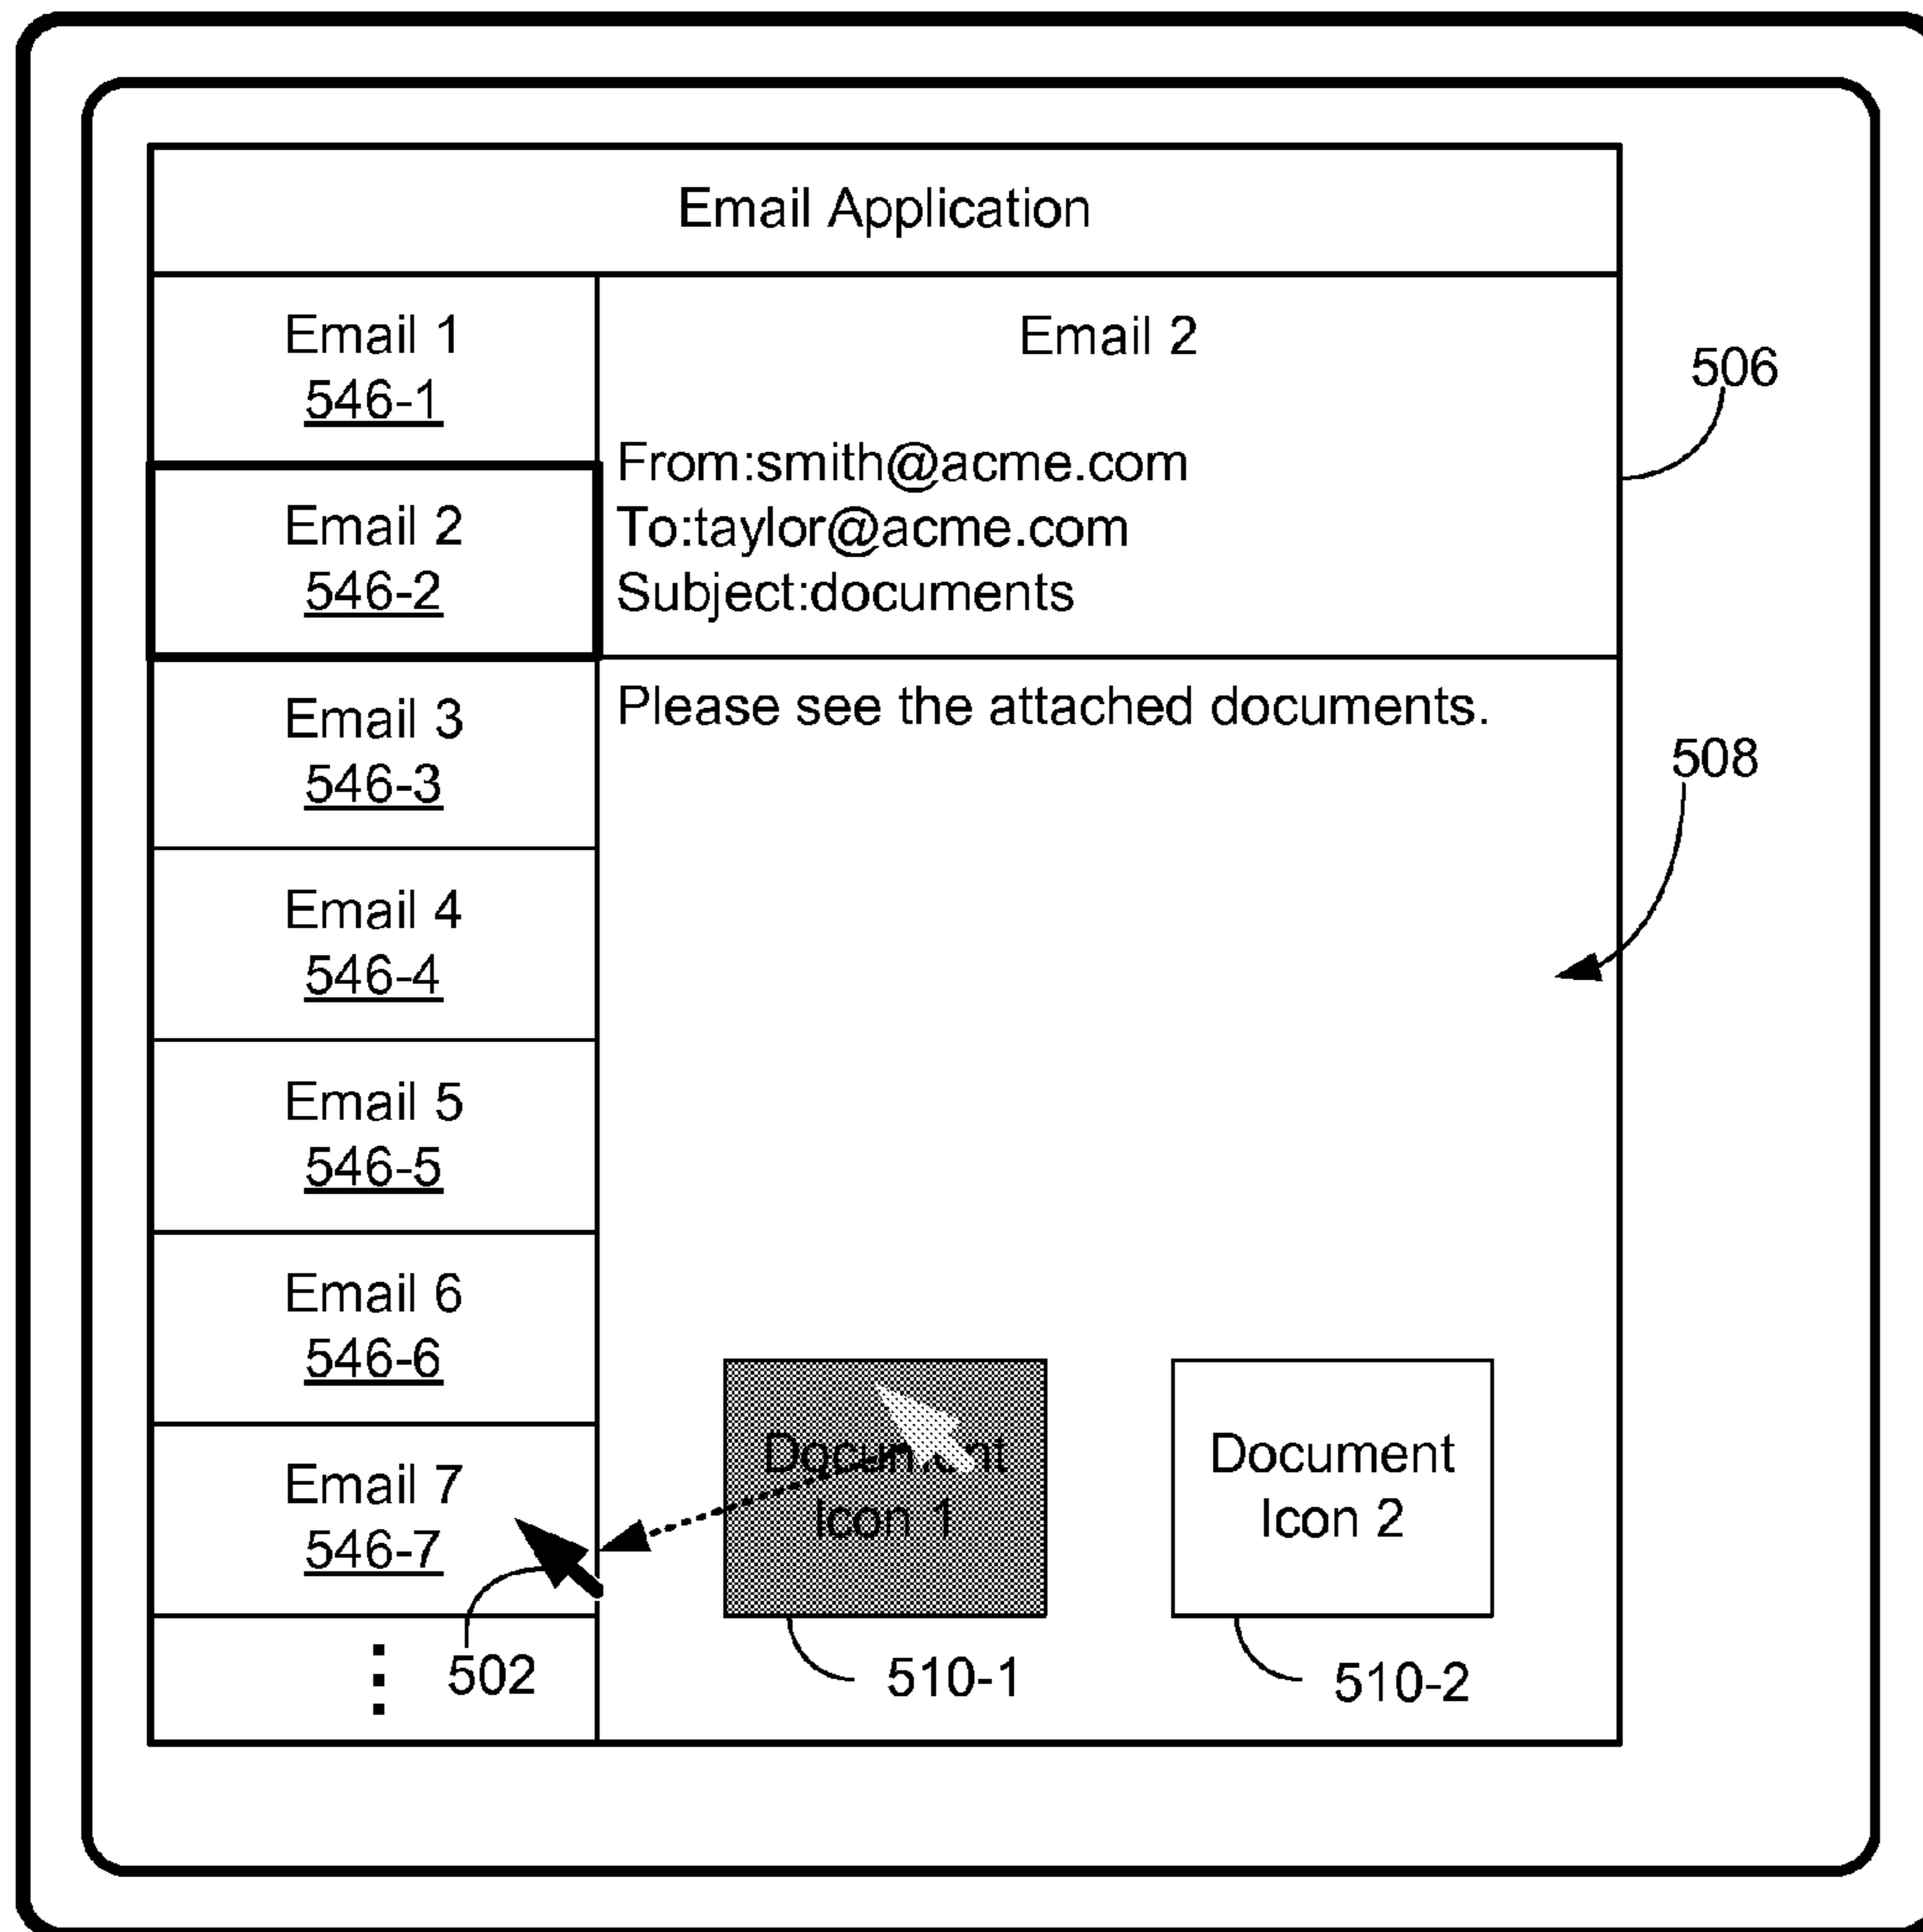 Email Application
Email 1
546-1
Email 2
546-2
Email 3
546-3
Email 4
546-4
Email 5
546-5
Email 6
546-6
Email 7
546-7
⋮
502
Email 2
From:smith@acme.com
To:taylor@acme.com
Subject:documents
Please see the attached documents.
Document
Icon 1
510-1
Document
Icon 2
510-2
506
508